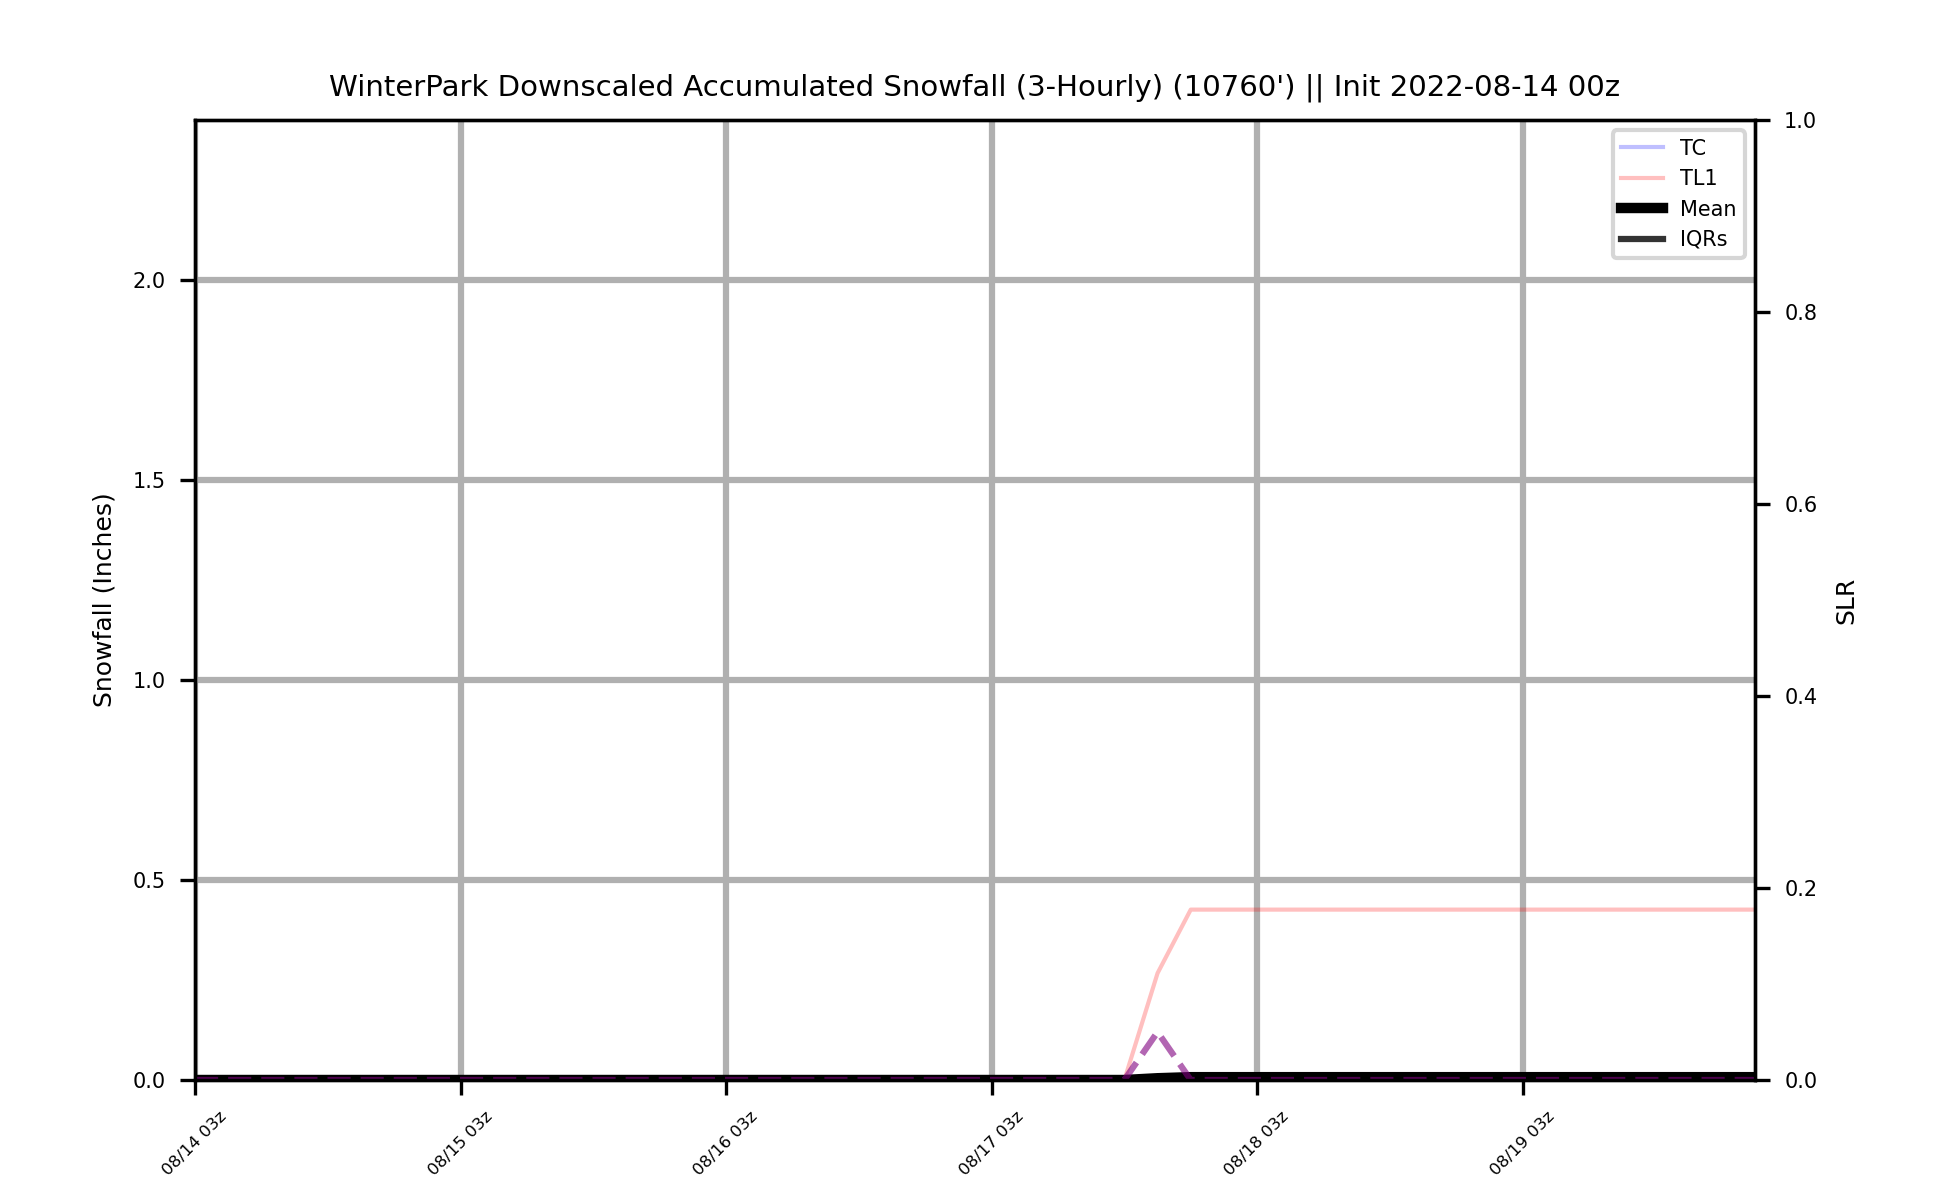 WinterPark Downscaled Accumulated Snowfall (3-Hourly) (10760') || Init 2022-08-14 00z
TC
TL1
Mean
IQRs
Snowfall (Inches)
2.0
1.5
1.0
0.5
0.0
1.0
0.8
0.6
0.4
0.2
0.0
SLR
08/14 03z
08/15 03z
08/16 03z
08/17 03z
08/18 03z
08/19 03z